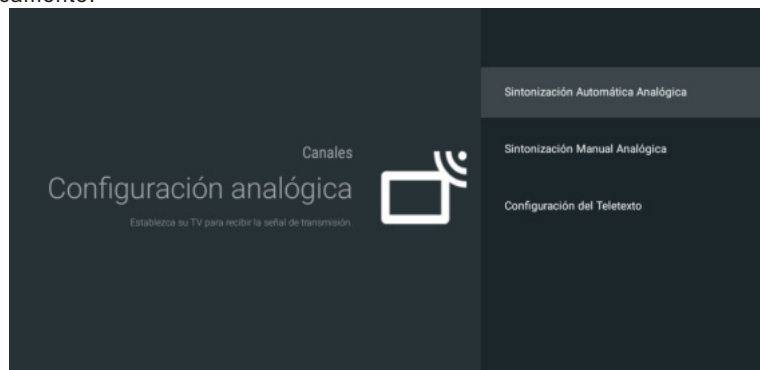 Canales
Configuración analógica
Establezca su TV para recibir la señal de transmisión.
Sintonización Automática Analógica
Sintonización Manual Analógica
Configuración del Teletexto